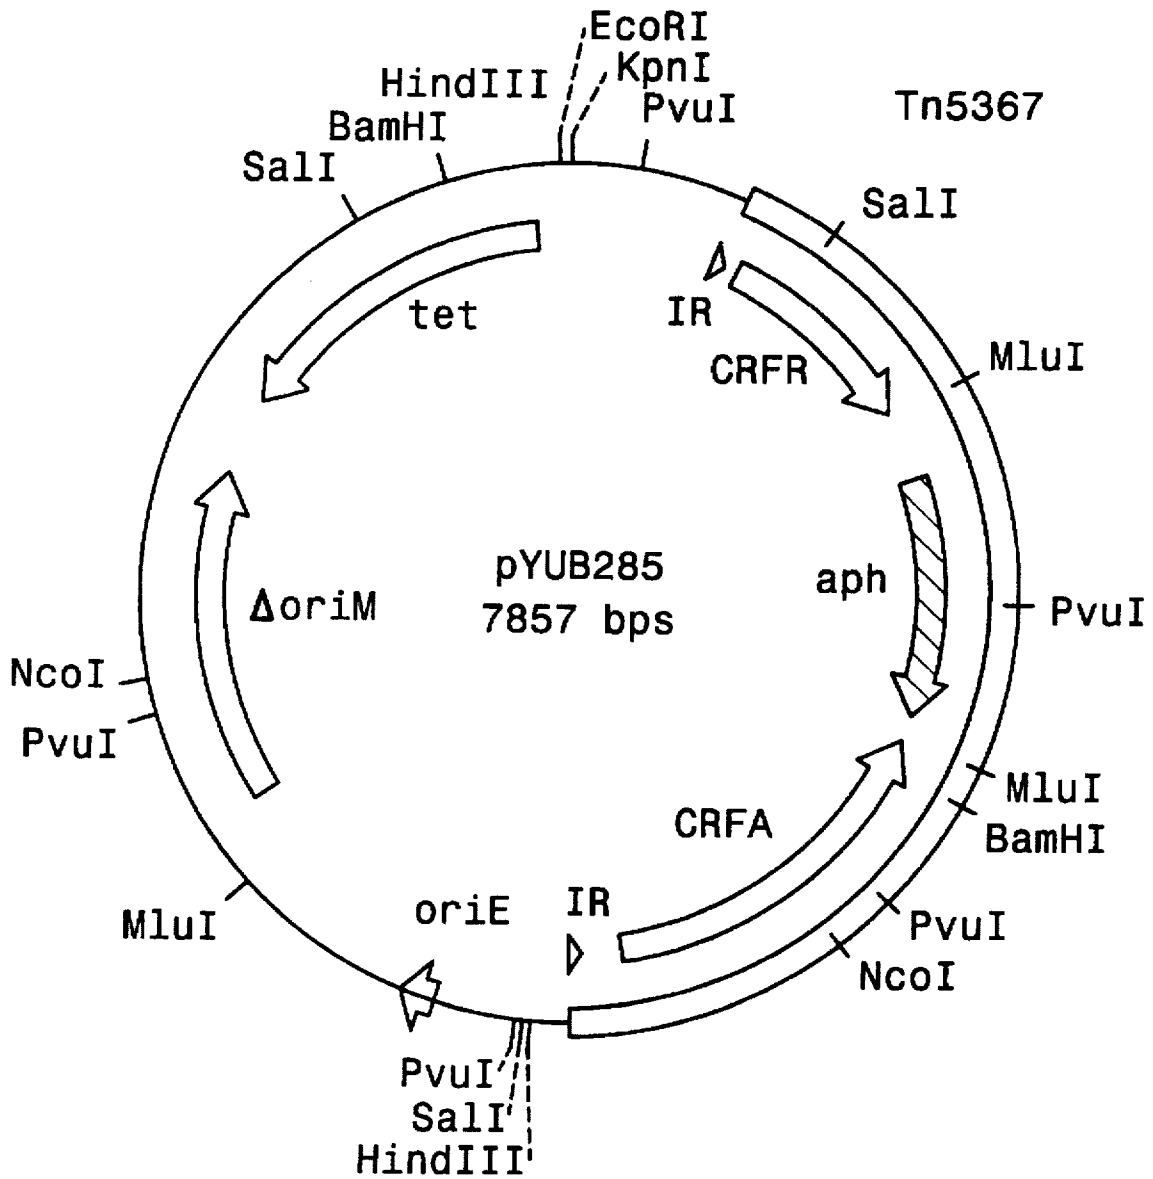 EcoRI
HindIII
KpnI
PvuI
Tn5367
BamHI
SalI
SalI
tet
IR
CRFR
MluI
pYUB285
7857 bps
aph
ΔoriM
PvuI
NcoI
PvuI
MluI
BamHI
CRFA
IR
oriE
MluI
PvuI
NcoI
PvuI
SalI
HindIII